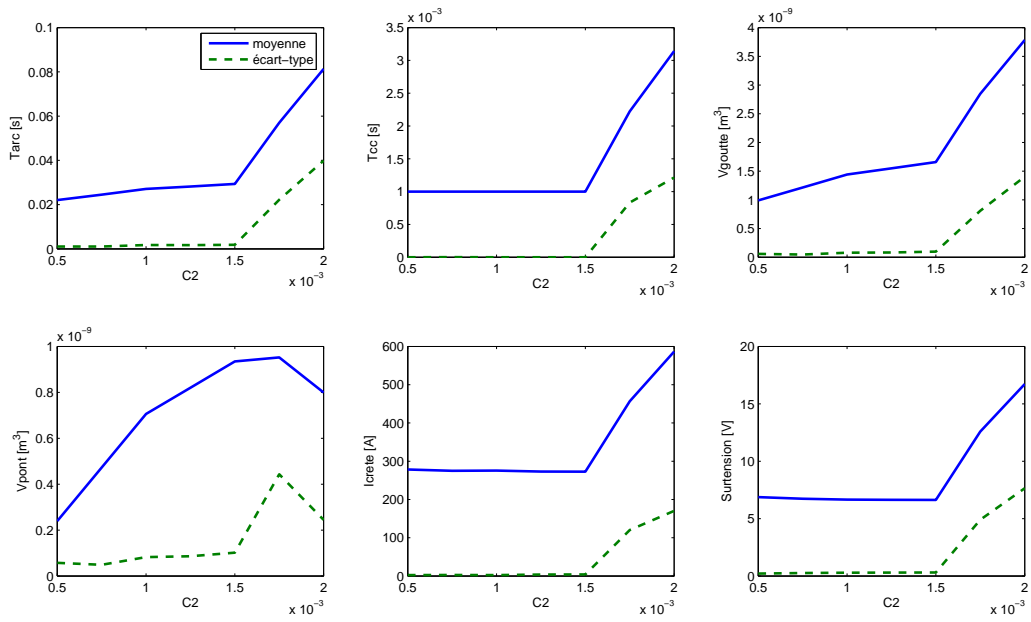 0.1
0.08
0.06
0.04
0.02
0
Tarc [s]
0.5
1
1.5
2
C2
x 10⁻³
moyenne
écart−type
x 10⁻³
3.5
3
2.5
2
1.5
1
0.5
0
Tcc [s]
0.5
1
1.5
2
C2
x 10⁻³
x 10⁻⁹
4
3.5
3
2.5
2
1.5
1
0.5
0
Vgoutte [m³]
0.5
1
1.5
2
C2
x 10⁻³
x 10⁻⁹
1
0.8
0.6
0.4
0.2
0
Vpont [m³]
0.5
1
1.5
2
C2
x 10⁻³
600
500
400
300
200
100
0
Icrete [A]
0.5
1
1.5
2
C2
x 10⁻³
20
15
10
5
0
Surtension [V]
0.5
1
1.5
2
C2
x 10⁻³